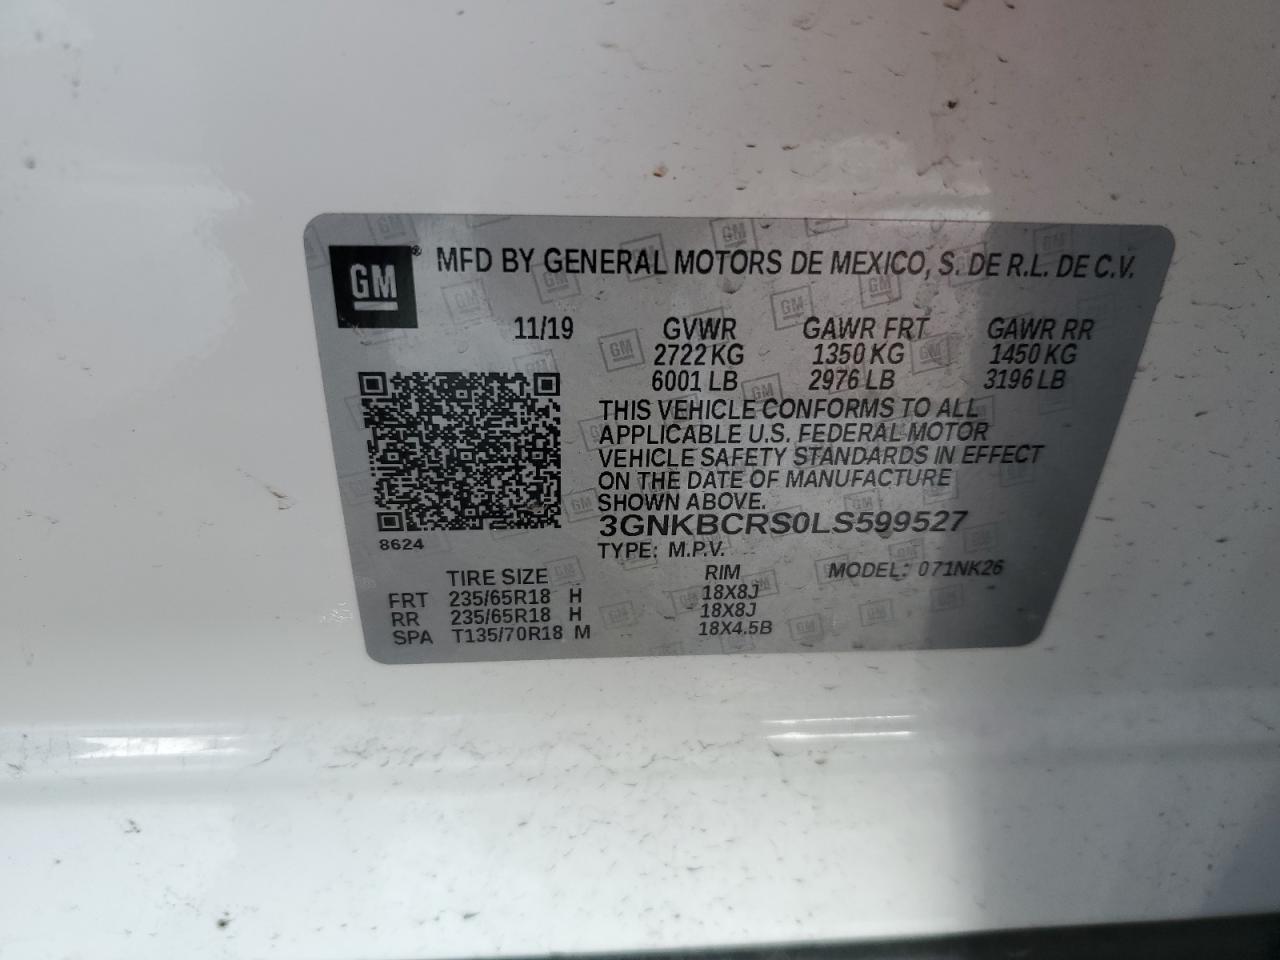 GM® MFD BY GENERAL MOTORS DE MEXICO, S. DE R.L. DE C.V.
11/19 GVWR GAWR FRT GAWR RR
2722 KG 1350 KG 1450 KG
6001 LB 2976 LB 3196 LB
THIS VEHICLE CONFORMS TO ALL
APPLICABLE U.S. FEDERAL MOTOR
VEHICLE SAFETY STANDARDS IN EFFECT
ON THE DATE OF MANUFACTURE
SHOWN ABOVE.
3GNKBCRS0LS599527
8624
TYPE: M.P.V.
TIRE SIZE RIM MODEL: 071NK26
FRT 235/65R18 H 18X8J
RR 235/65R18 H 18X8J
SPA T135/70R18 M 18X4.5B